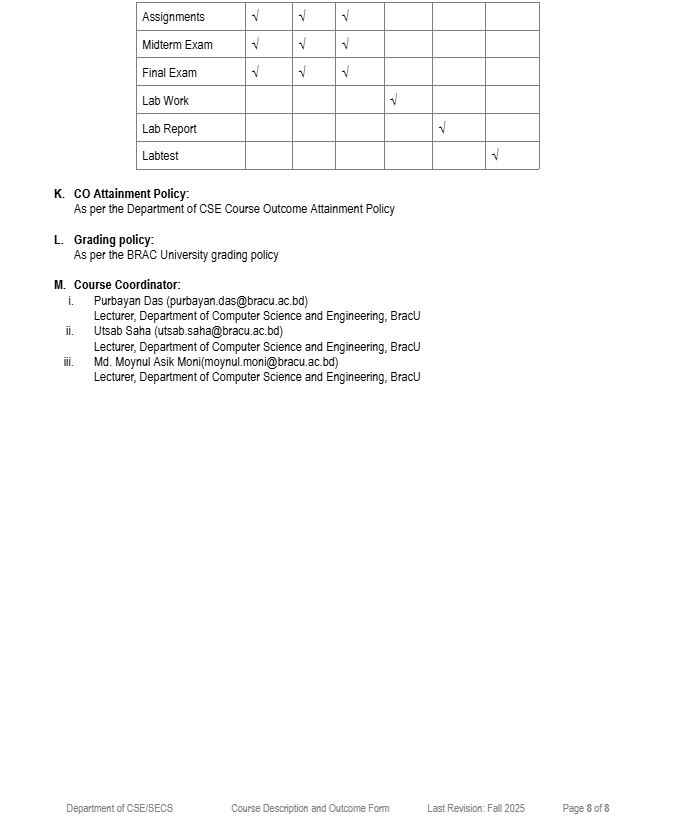 Assignments √ √ √
Midterm Exam √ √ √
Final Exam √ √ √
Lab Work √
Lab Report √
Labtest √
K. CO Attainment Policy:
As per the Department of CSE Course Outcome Attainment Policy
L. Grading policy:
As per the BRAC University grading policy
M. Course Coordinator:
i. Purbayan Das (purbayan.das@bracu.ac.bd)
Lecturer, Department of Computer Science and Engineering, BracU
ii. Utsab Saha (utsab.saha@bracu.ac.bd)
Lecturer, Department of Computer Science and Engineering, BracU
iii. Md. Moynul Asik Moni(moynul.moni@bracu.ac.bd)
Lecturer, Department of Computer Science and Engineering, BracU
Department of CSE/SECS Course Description and Outcome Form Last Revision: Fall 2025 Page 8 of 8